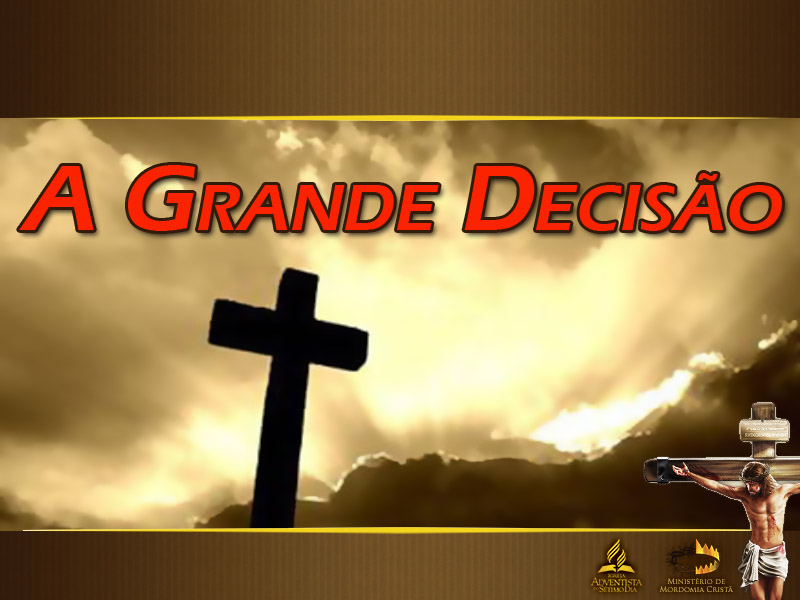 A GRANDE DECISÃO
IGREJA
ADVENTISTA
DO SÉTIMO DIA
MINISTÉRIO DE
MORDOMIA CRISTÃ